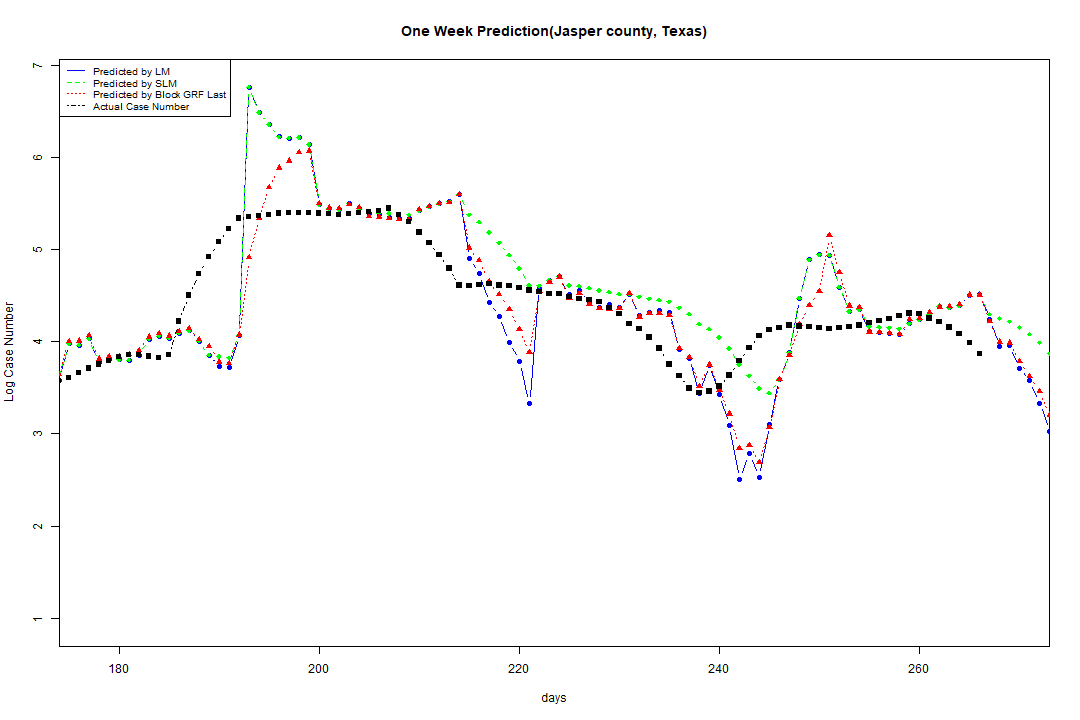 One Week Prediction(Jasper county, Texas)
Predicted by LM
Predicted by SLM
Predicted by Block GRF Last
Actual Case Number
7
6
5
4
3
2
1
Log Case Number
180 200 220 240 260
days